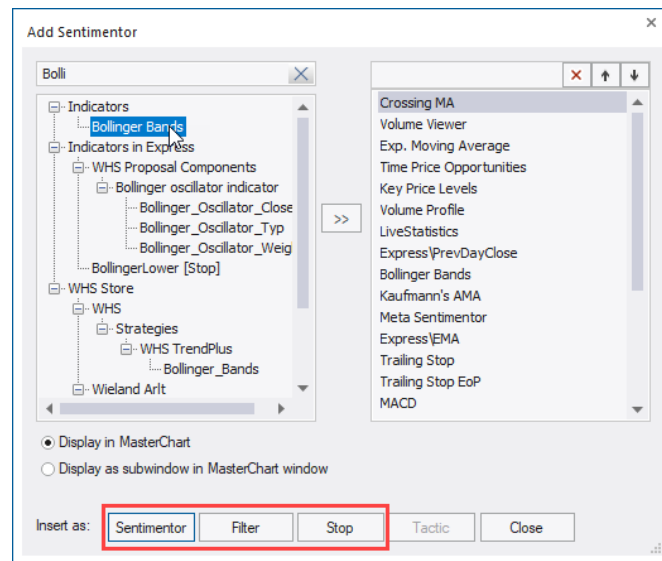 Add Sentimentor
Bolli
Indicators
Bollinger Bands
Indicators in Express
WHS Proposal Components
Bollinger oscillator indicator
Bollinger_Oscillator_Close
Bollinger_Oscillator_Typ
Bollinger_Oscillator_Weig
BollingerLower [Stop]
WHS Store
WHS
Strategies
WHS TrendPlus
Bollinger_Bands
Wieland Arlt
>>
Crossing MA
Volume Viewer
Exp. Moving Average
Time Price Opportunities
Key Price Levels
Volume Profile
LiveStatistics
Express\PrevDayClose
Bollinger Bands
Kaufmann's AMA
Meta Sentimentor
Express\EMA
Trailing Stop
Trailing Stop EoP
MACD
Display in MasterChart
Display as subwindow in MasterChart window
Insert as: Sentimentor Filter Stop Tactic Close